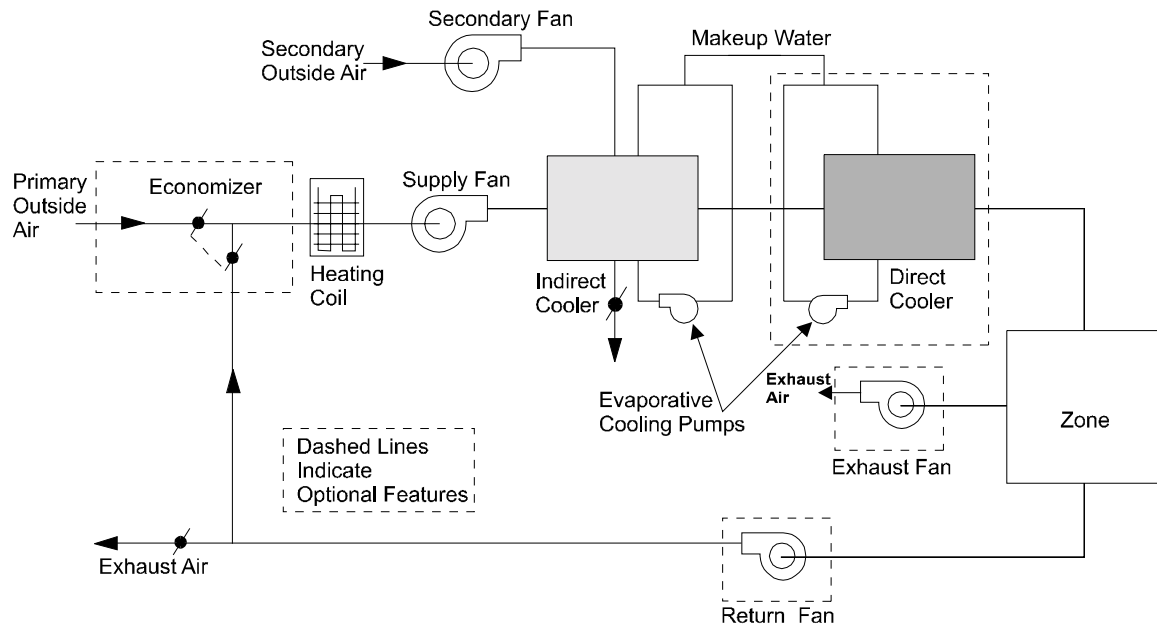 Secondary Fan
Makeup Water
Secondary
Outside Air
Primary
Outside
Air
Economizer
Supply Fan
Heating
Coil
Indirect
Cooler
Direct
Cooler
Evaporative
Cooling Pumps
Exhaust
Air
Exhaust Fan
Zone
Dashed Lines
Indicate
Optional Features
Exhaust Air
Return Fan